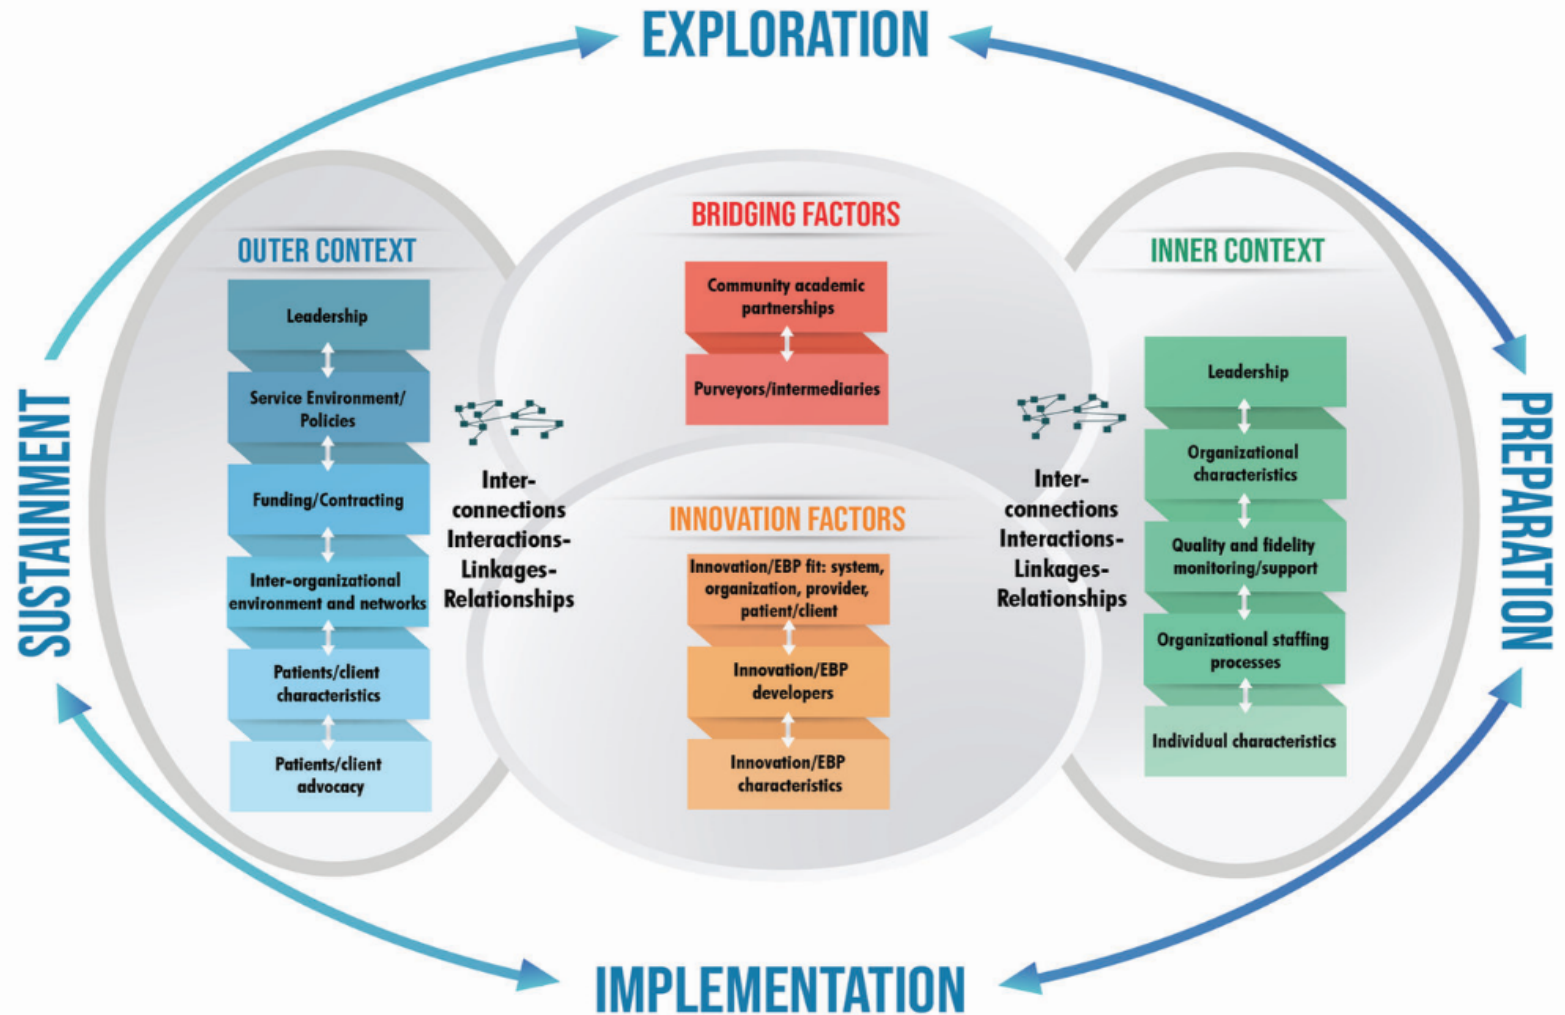 EXPLORATION
BRIDGING FACTORS
OUTER CONTEXT
INNER CONTEXT
Community academic
partnerships
Purveyors/intermediaries
Leadership
Service Environment/
Policies
Funding/Contracting
Inter-organizational
environment and networks
Patients/client
characteristics
Patients/client
advocacy
Inter-
connections
Interactions-
Linkages-
Relationships
INNOVATION FACTORS
Innovation/EBP fit: system,
organization, provider,
patient/client
Innovation/EBP
developers
Innovation/EBP
characteristics
Inter-
connections
Interactions-
Linkages-
Relationships
Leadership
Organizational
characteristics
Quality and fidelity
monitoring/support
Organizational staffing
processes
Individual characteristics
SUSTAINMENT
PREPARATION
IMPLEMENTATION